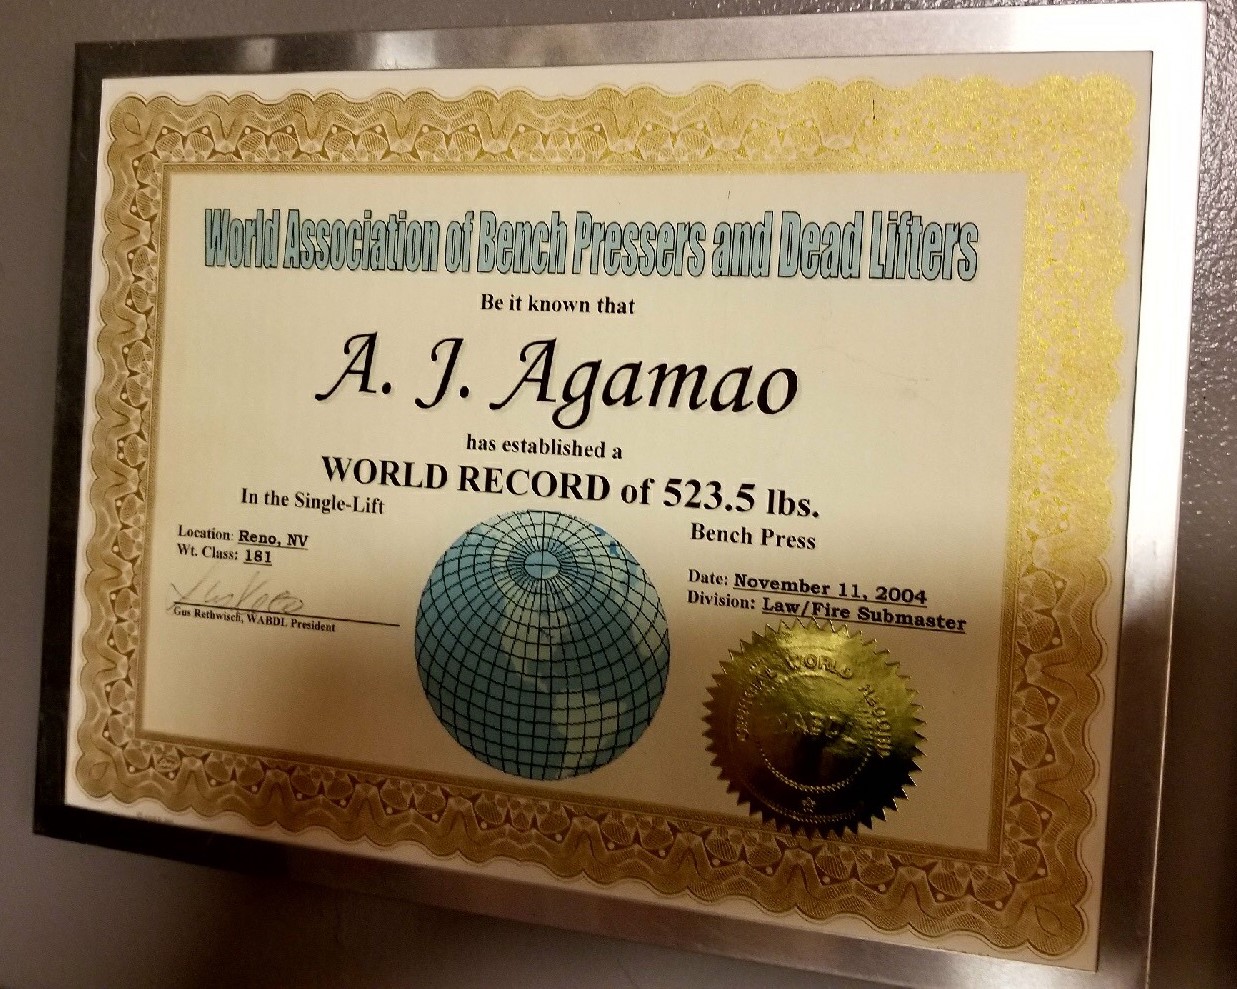 World Association of Bench Pressers and Dead Lifters
Be it known that
A. J. Agamao
has established a
WORLD RECORD of 523.5 lbs.
In the Single-Lift
Bench Press
Location: Reno, NV
Wt. Class: 181
Date: November 11, 2004
Division: Law/Fire Submaster
Gus Rethwisch, WABDL President
WORLD
WABDL